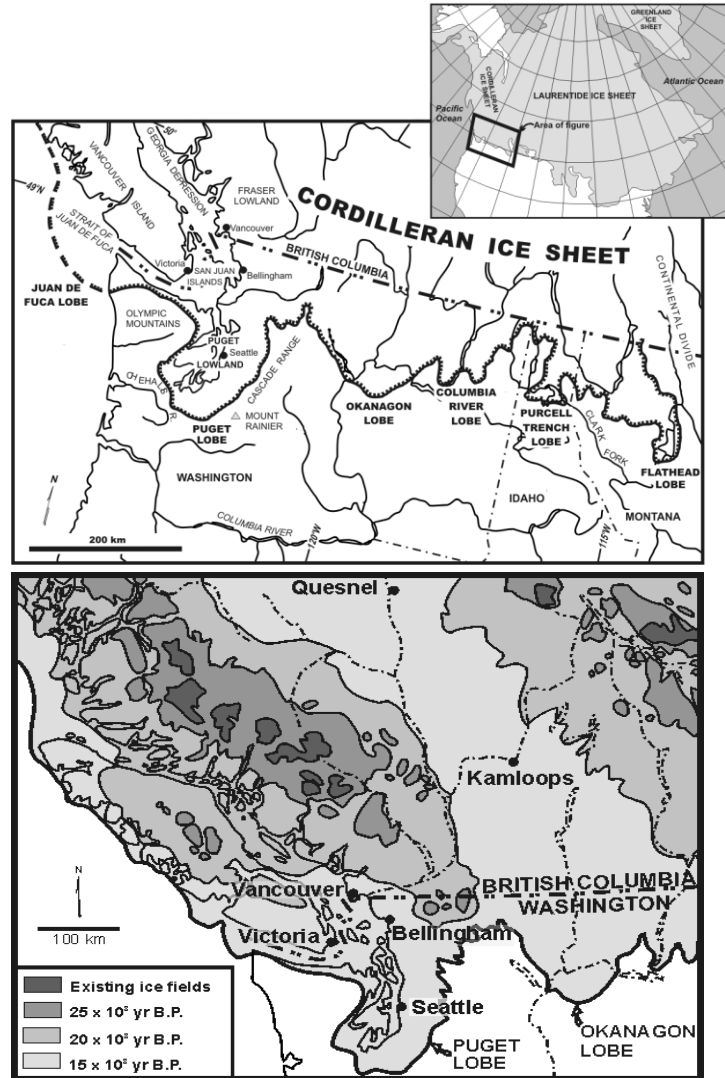 GREENLAND
ICE
SHEET
CORDILLERAN
ICE SHEET
LAURENTIDE ICE SHEET
Atlantic Ocean
Pacific
Ocean
Area of figure
50°
49°N
VANCOUVER
ISLAND
GEORGIA DEPRESSION
FRASER
LOWLAND
CORDILLERAN ICE SHEET
STRAIT OF
JUAN DE FUCA
Vancouver
BRITISH COLUMBIA
Victoria
SAN JUAN
ISLANDS
Bellingham
JUAN DE
FUCA LOBE
OLYMPIC
MOUNTAINS
PUGET
LOWLAND
Seattle
CASCADE RANGE
CONTINENTAL DIVIDE
CHEHALIS R.
MOUNT
RAINIER
PUGET
LOBE
OKANAGON
LOBE
COLUMBIA
RIVER
LOBE
PURCELL
TRENCH
LOBE
CLARK
FORK
FLATHEAD
LOBE
WASHINGTON
IDAHO
MONTANA
N
COLUMBIA RIVER
200 km
120°W
115°W
Quesnel
Kamloops
N
100 km
Vancouver
BRITISH COLUMBIA
WASHINGTON
Victoria
Bellingham
Seattle
PUGET
LOBE
OKANAGON
LOBE
Existing ice fields
25 x 10³ yr B.P.
20 x 10³ yr B.P.
15 x 10³ yr B.P.